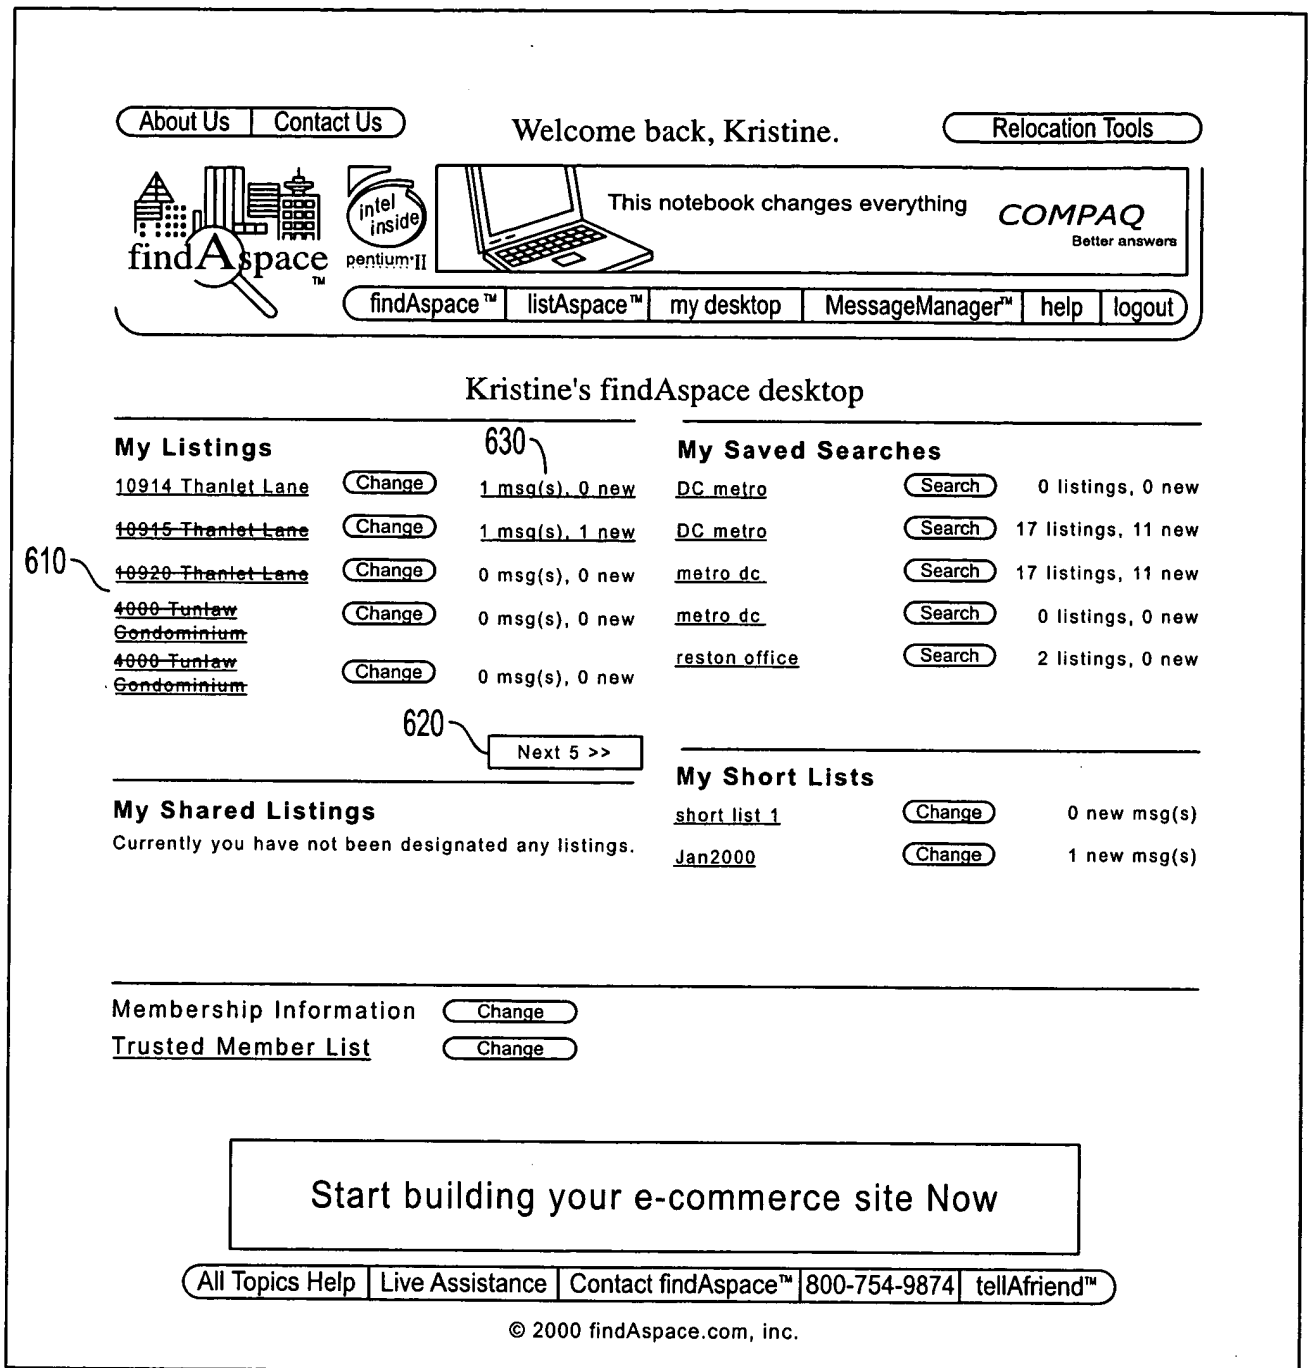 About Us | Contact Us
Welcome back, Kristine.
Relocation Tools
findAspace™
intel inside
pentium·II
This notebook changes everything
COMPAQ
Better answers
findAspace™ | listAspace™ | my desktop | MessageManager™ | help | logout
Kristine's findAspace desktop
My Listings
630
10914 Thanlet Lane Change 1 msg(s), 0 new
10915 Thanlet Lane Change 1 msg(s), 1 new
610
10920 Thanlet Lane Change 0 msg(s), 0 new
4000 Tunlaw
Condominium Change 0 msg(s), 0 new
4000 Tunlaw
Condominium Change 0 msg(s), 0 new
620
Next 5 >>
My Saved Searches
DC metro Search 0 listings, 0 new
DC metro Search 17 listings, 11 new
metro dc Search 17 listings, 11 new
metro dc Search 0 listings, 0 new
reston office Search 2 listings, 0 new
My Shared Listings
Currently you have not been designated any listings.
My Short Lists
short list 1 Change 0 new msg(s)
Jan2000 Change 1 new msg(s)
Membership Information Change
Trusted Member List Change
Start building your e-commerce site Now
All Topics Help | Live Assistance | Contact findAspace™ | 800-754-9874 | tellAfriend™
© 2000 findAspace.com, inc.